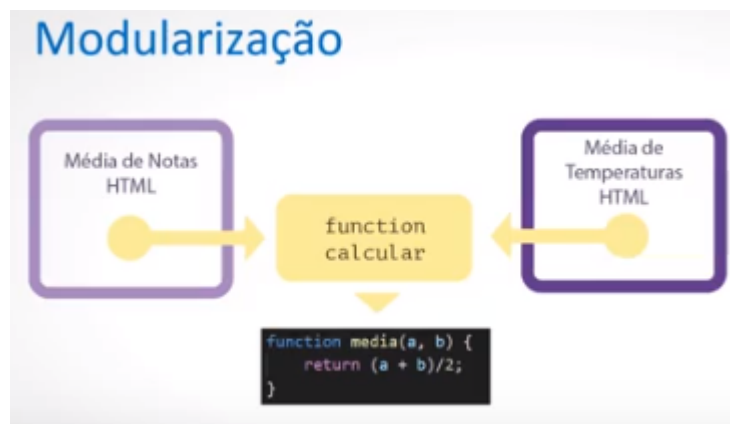 Modularização
Média de Notas
HTML
function
calcular
Média de
Temperaturas
HTML
function media(a, b) {
return (a + b)/2;
}